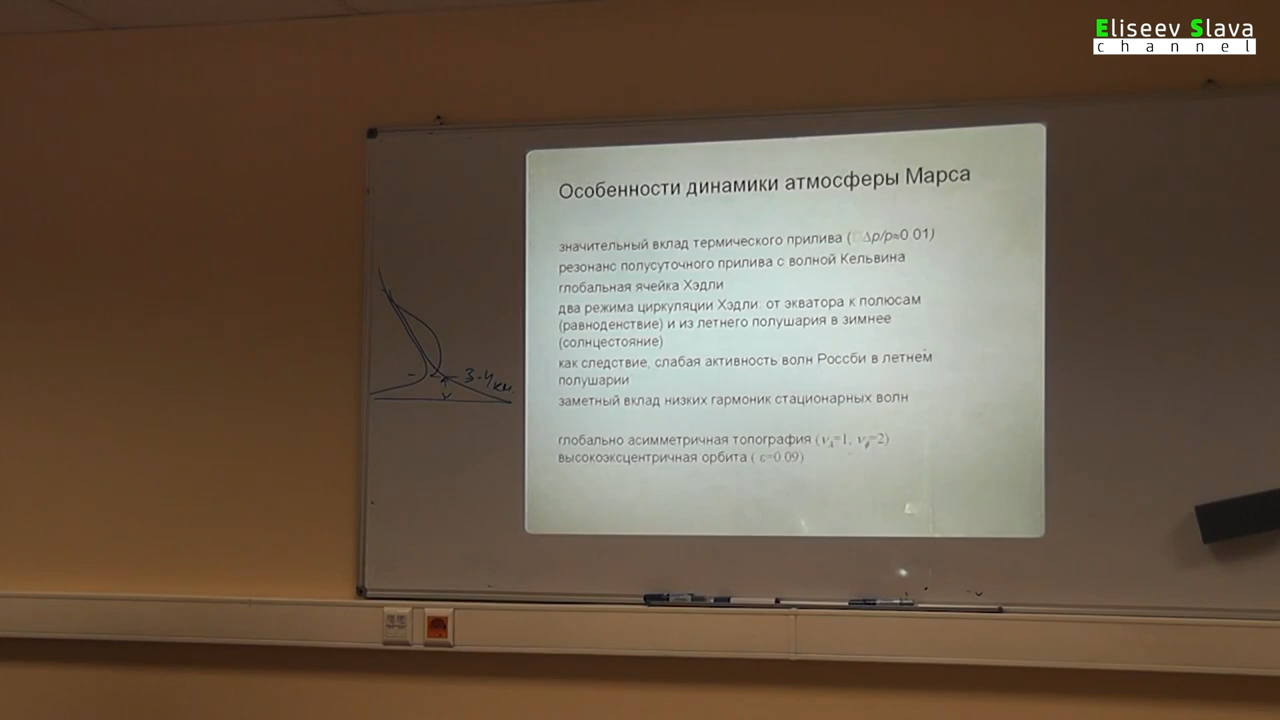 Eliseev Slava
channel
Особенности динамики атмосферы Марса
значительный вклад термического прилива (Δp/p≈0.01)
резонанс полусуточного прилива с волной Кельвина
глобальная ячейка Хэдли
два режима циркуляции Хэдли: от экватора к полюсам
(равноденствие) и из летнего полушария в зимнее
(солнцестояние)
как следствие, слабая активность волн Россби в летнем
полушарии
заметный вклад низких гармоник стационарных волн
глобально асимметричная топография (ν =1, ν =2)
высокоэксцентричная орбита ( ε=0.09)
3-4 км